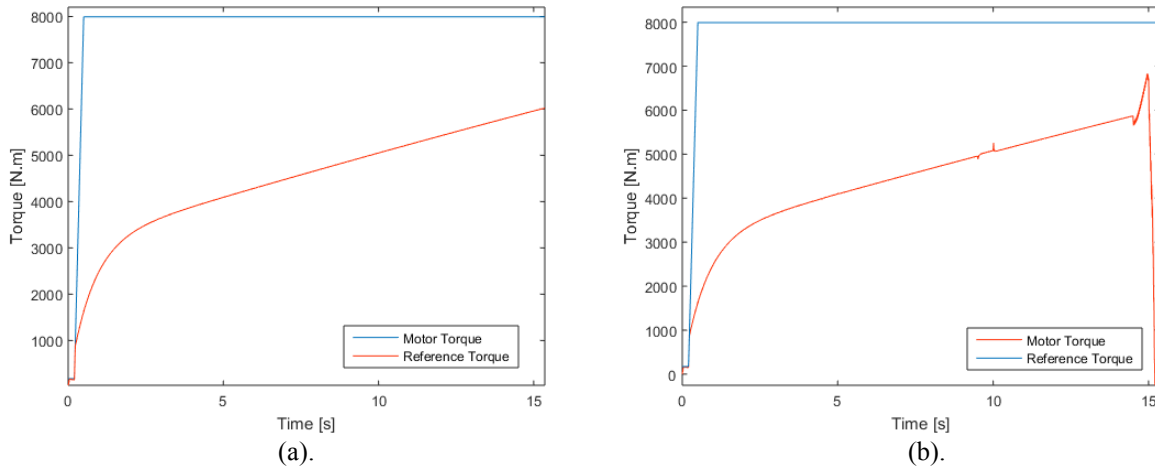 8000
7000
6000
5000
4000
3000
2000
1000
Torque [N.m]
Motor Torque
Reference Torque
0 5 10 15
Time [s]
(a).
8000
7000
6000
5000
4000
3000
2000
1000
0
Torque [N.m]
Motor Torque
Reference Torque
0 5 10 15
Time [s]
(b).